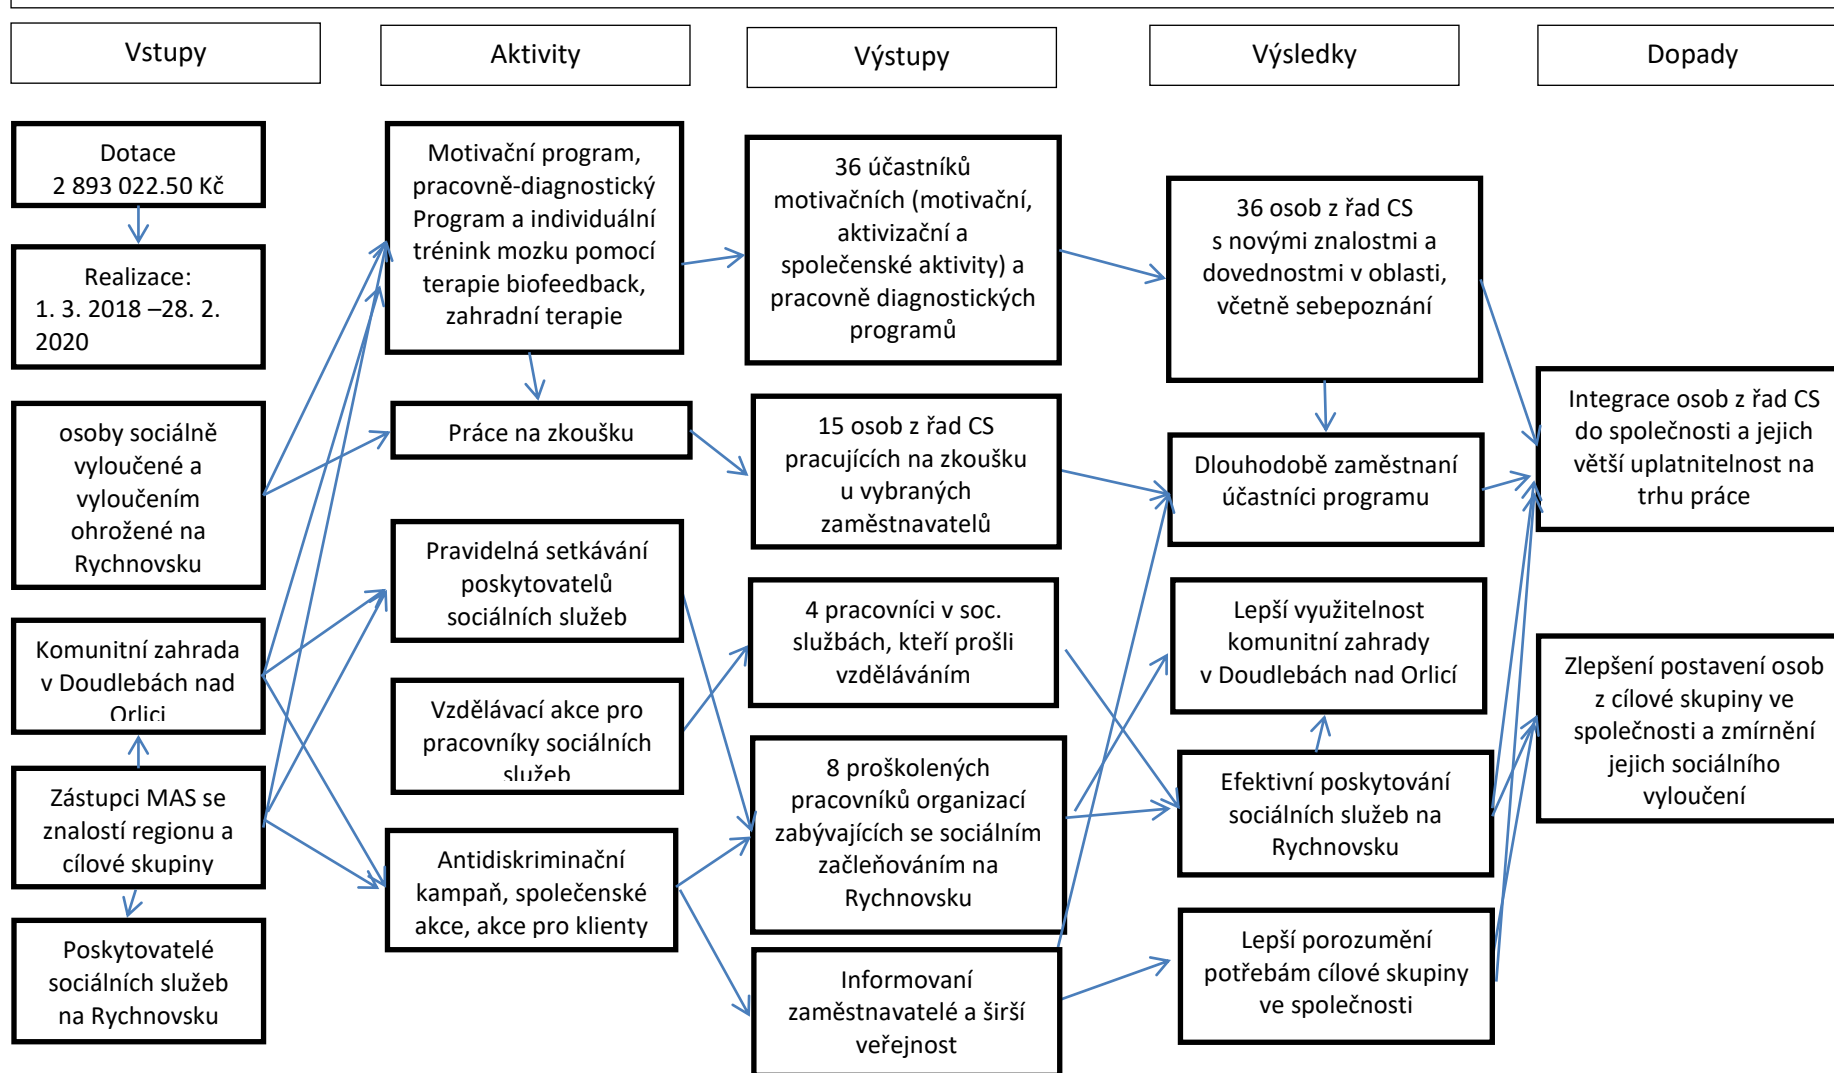 Vstupy
Aktivity
Výstupy
Výsledky
Dopady
Dotace
2 893 022.50 Kč
Realizace:
1. 3. 2018 –28. 2.
2020
osoby sociálně
vyloučené a
vyloučením
ohrožené na
Rychnovsku
Komunitní zahrada
v Doudlebách nad
Orlici
Zástupci MAS se
znalostí regionu a
cílové skupiny
Poskytovatelé
sociálních služeb
na Rychnovsku
Motivační program,
pracovně-diagnostický
Program a individuální
trénink mozku pomocí
terapie biofeedback,
zahradní terapie
Práce na zkoušku
Pravidelná setkávání
poskytovatelů
sociálních služeb
Vzdělávací akce pro
pracovníky sociálních
služeb
Antidiskriminační
kampaň, společenské
akce, akce pro klienty
36 účastníků
motivačních (motivační,
aktivizační a
společenské aktivity) a
pracovně diagnostických
programů
15 osob z řad CS
pracujících na zkoušku
u vybraných
zaměstnavatelů
4 pracovníci v soc.
službách, kteří prošli
vzděláváním
8 proškolených
pracovníků organizací
zabývajících se sociálním
začleňováním na
Rychnovsku
Informovaní
zaměstnavatelé a širší
veřejnost
36 osob z řad CS
s novými znalostmi a
dovednostmi v oblasti,
včetně sebepoznání
Dlouhodobě zaměstnaní
účastníci programu
Lepší využitelnost
komunitní zahrady
v Doudlebách nad Orlicí
Efektivní poskytování
sociálních služeb na
Rychnovsku
Lepší porozumění
potřebám cílové skupiny
ve společnosti
Integrace osob z řad CS
do společnosti a jejich
větší uplatnitelnost na
trhu práce
Zlepšení postavení osob
z cílové skupiny ve
společnosti a zmírnění
jejich sociálního
vyloučení